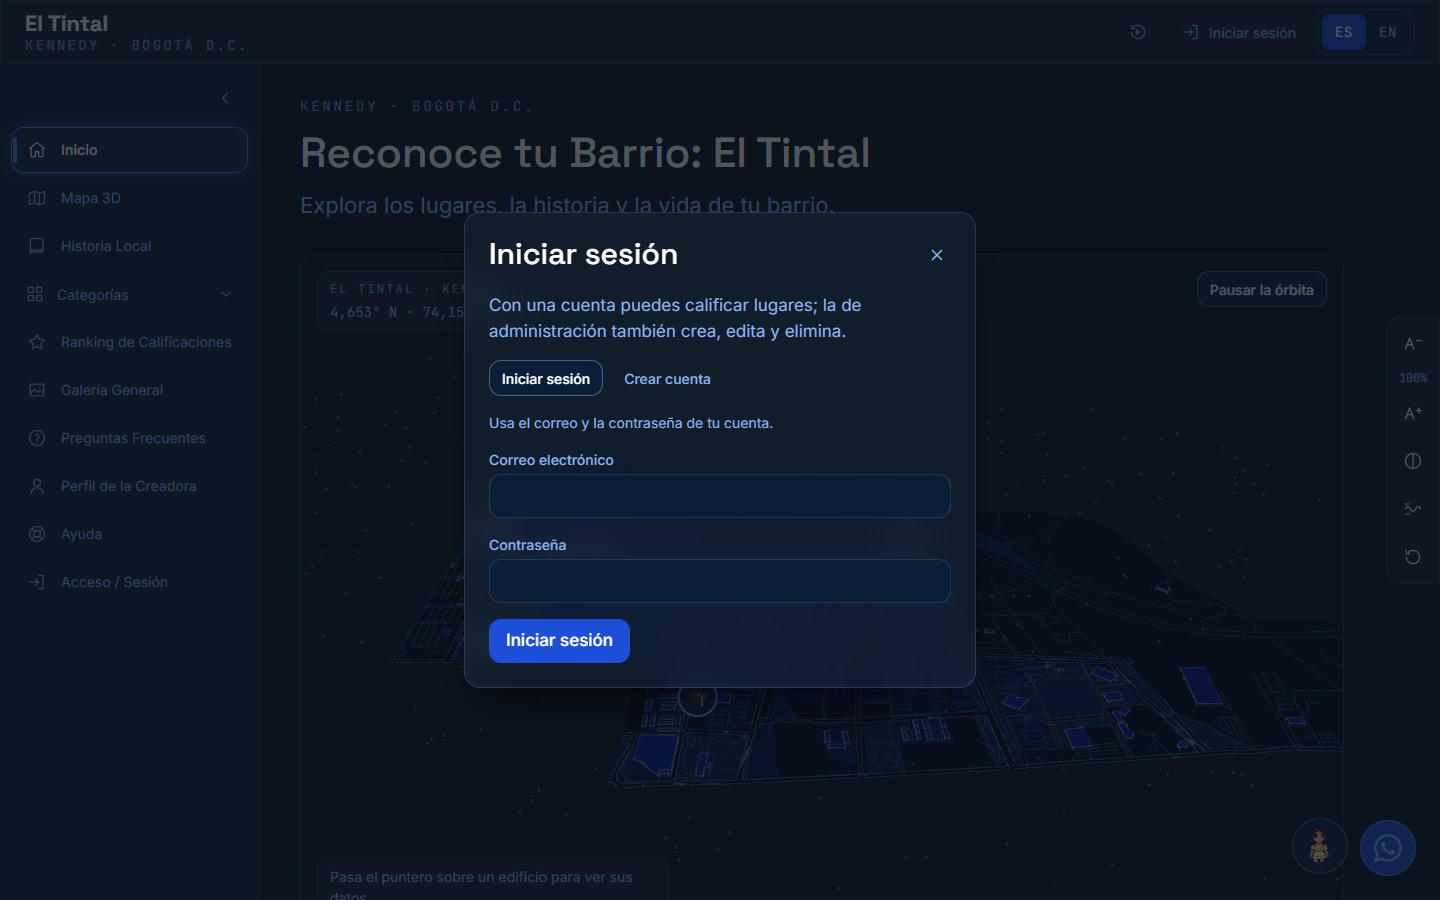 El Tintal
KENNEDY · BOGOTÁ D.C.
Iniciar sesión
ES
EN
Inicio
Mapa 3D
Historia Local
Categorías
Ranking de Calificaciones
Galería General
Preguntas Frecuentes
Perfil de la Creadora
Ayuda
Acceso / Sesión
KENNEDY · BOGOTÁ D.C.
Reconoce tu Barrio: El Tintal
Explora los lugares, la historia y la vida de tu barrio.
EL TINTAL · KEN
4,653° N · 74,15
Pausar la órbita
Iniciar sesión
Con una cuenta puedes calificar lugares; la de
administración también crea, edita y elimina.
Iniciar sesión
Crear cuenta
Usa el correo y la contraseña de tu cuenta.
Correo electrónico
Contraseña
Iniciar sesión
A-
100%
A+
Pasa el puntero sobre un edificio para ver sus
datos